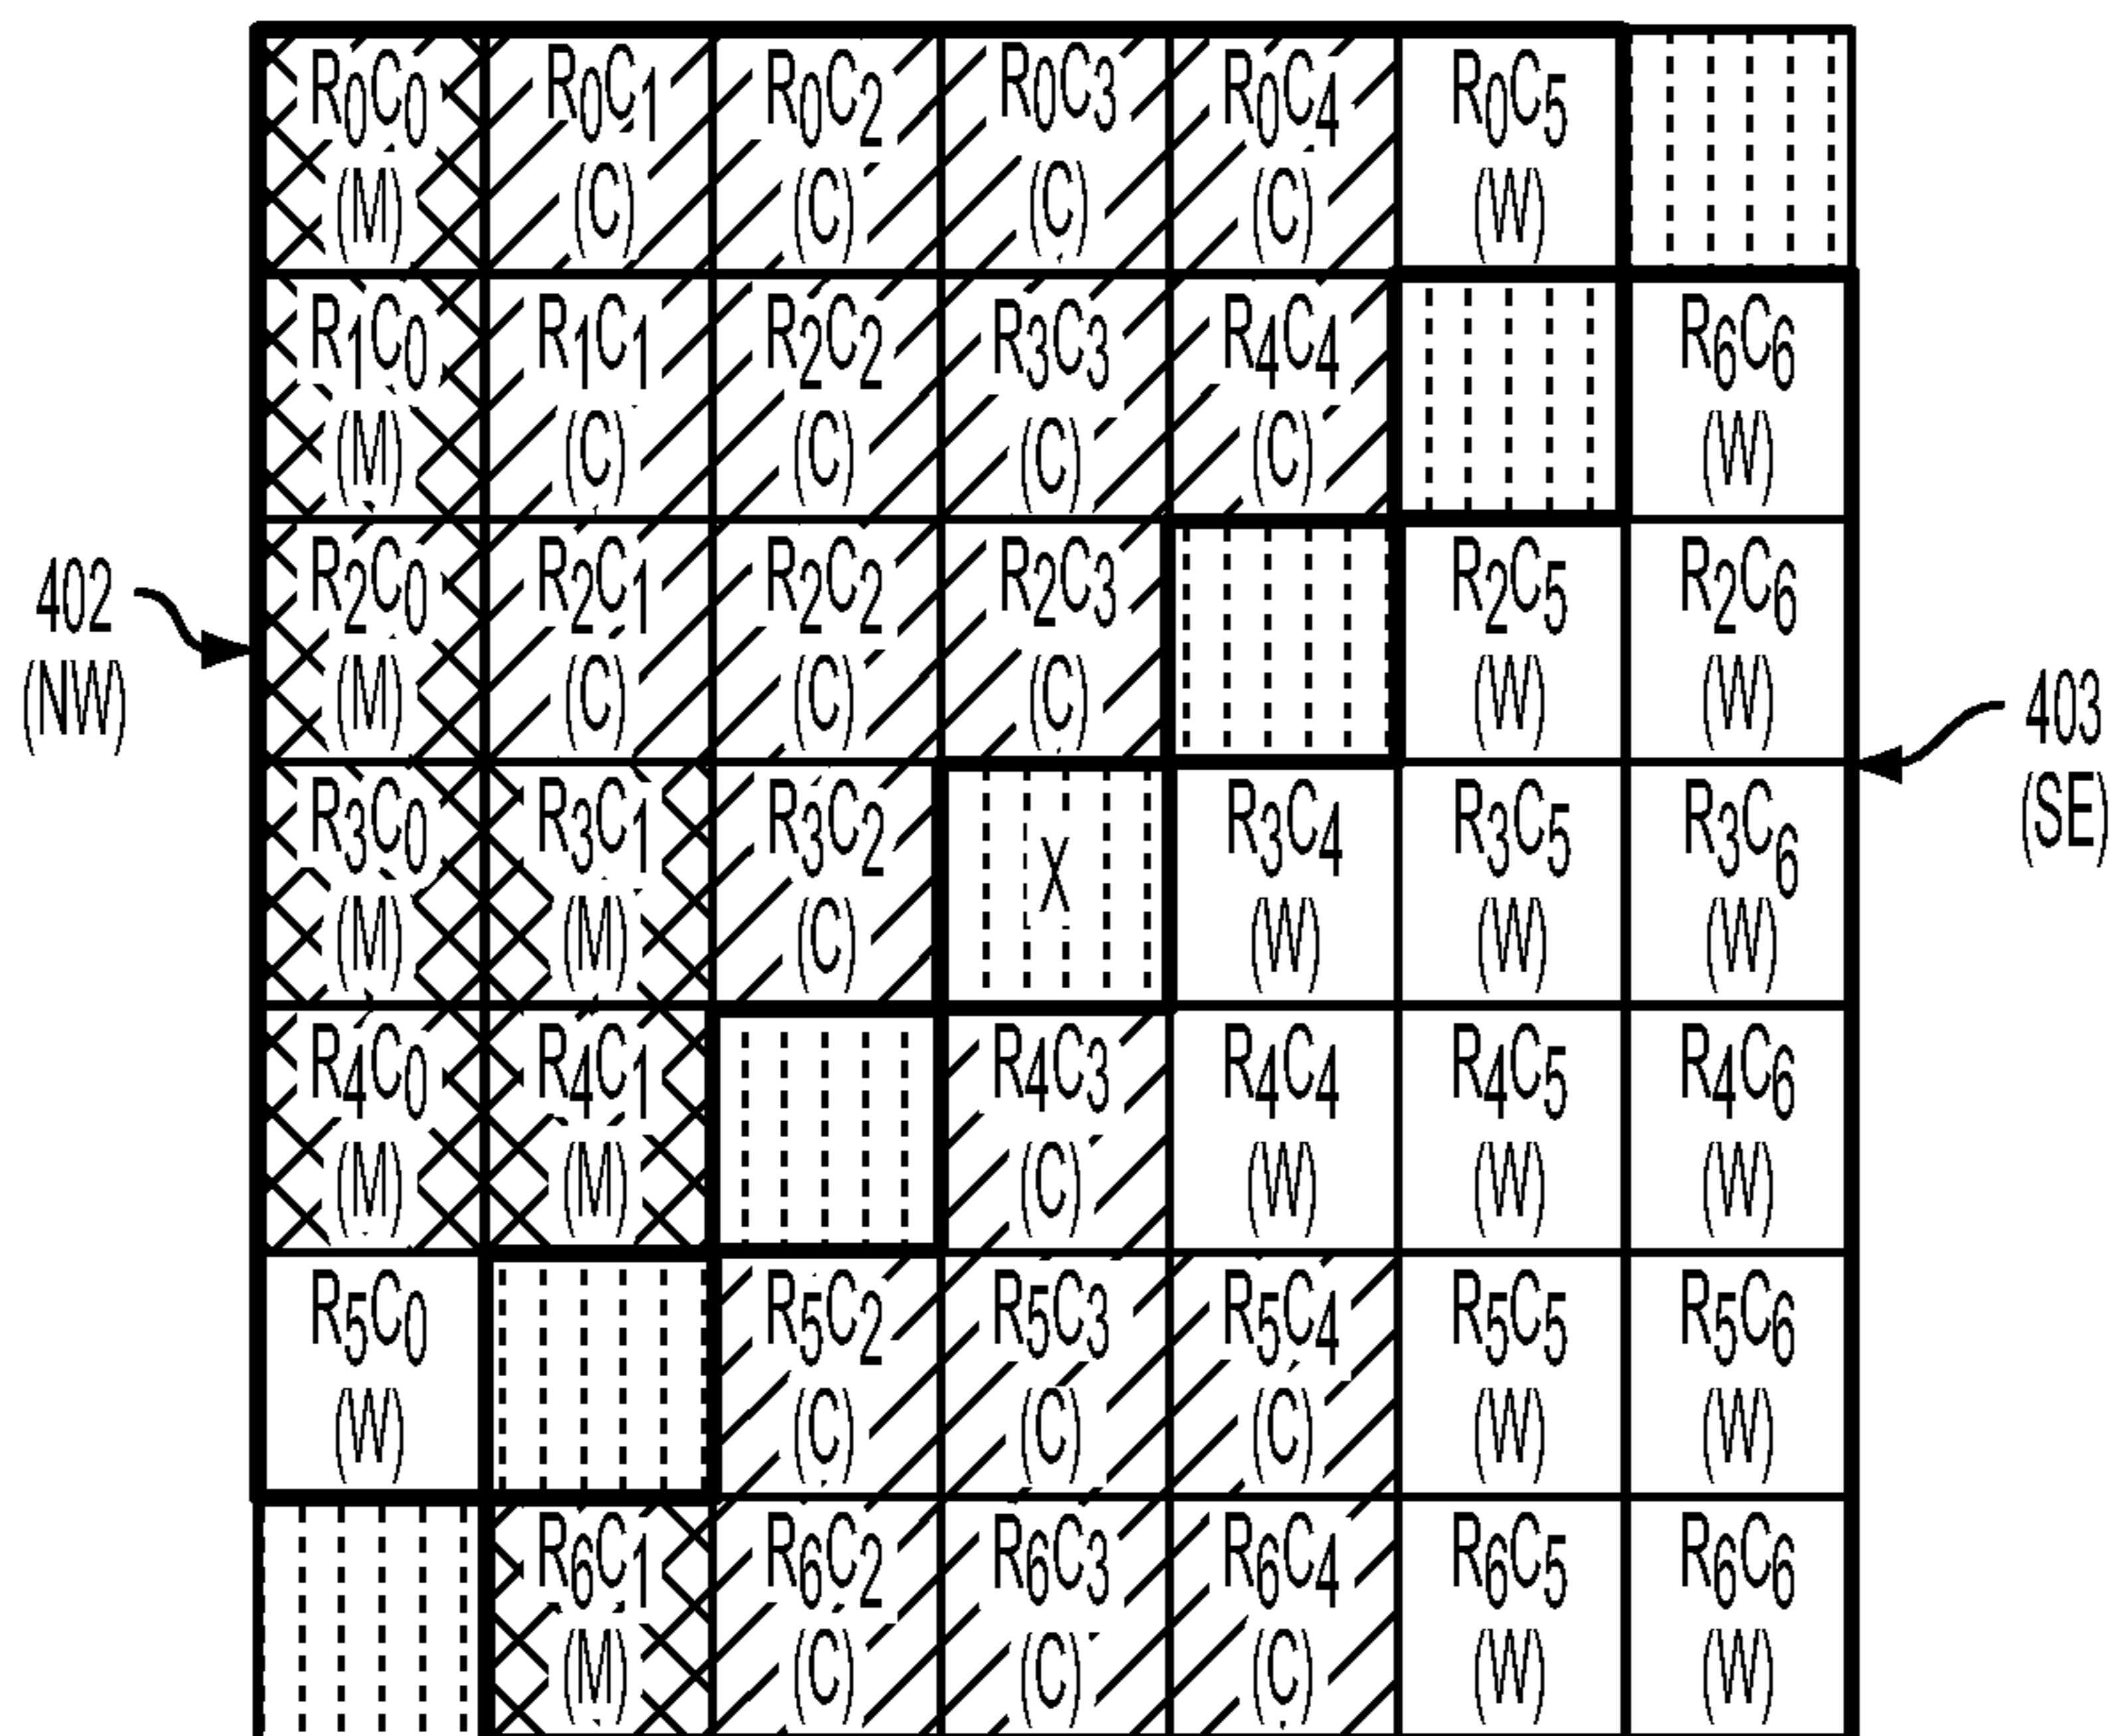 R0C0 R0C1 R0C2 R0C3 R0C4 R0C5
(M) (C) (C) (C) (C) (W)
R1C0 R1C1 R2C2 R3C3 R4C4 R6C6
(M) (C) (C) (C) (C) (W)
R2C0 R2C1 R2C2 R2C3 R2C5 R2C6
(M) (C) (C) (C) (W) (W)
402
(NW)
403
(SE)
R3C0 R3C1 R3C2 X R3C4 R3C5 R3C6
(M) (M) (C) (W) (W) (W)
R4C0 R4C1 R4C3 R4C4 R4C5 R4C6
(M) (M) (C) (W) (W) (W)
R5C0 R5C2 R5C3 R5C4 R5C5 R5C6
(W) (C) (C) (C) (W) (W)
R6C1 R6C2 R6C3 R6C4 R6C5 R6C6
(M) (C) (C) (C) (W) (W)